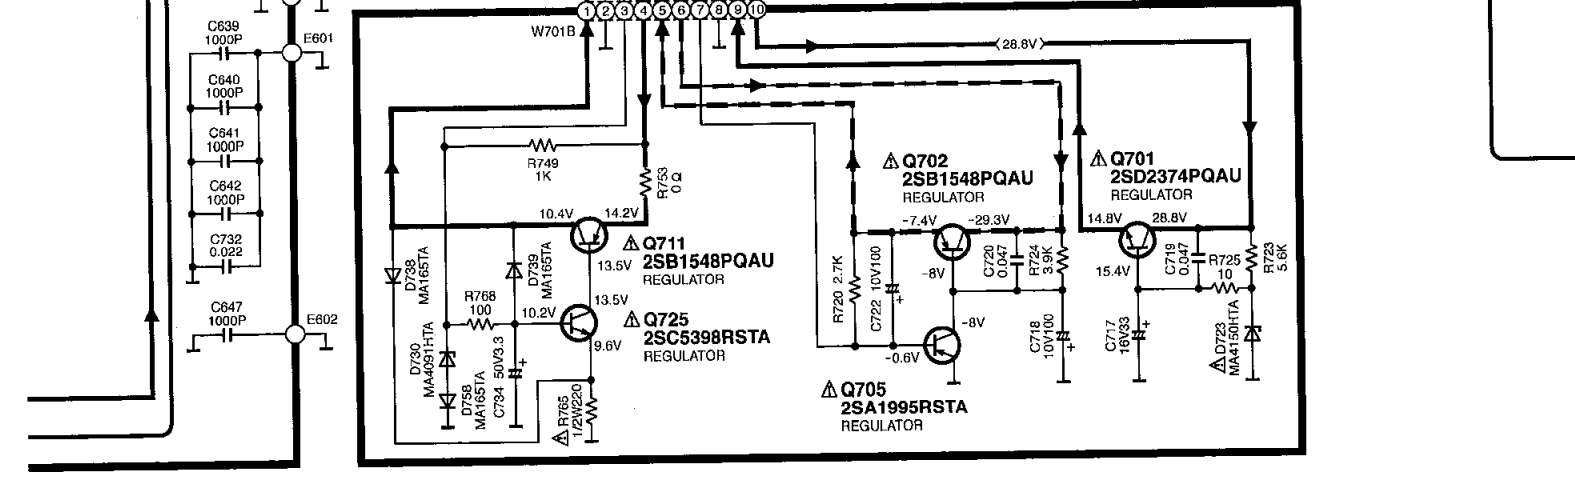 C639
1000P
E601
C640
1000P
C641
1000P
C642
1000P
C732
0.022
C647
1000P
E602
1 2 3 4 5 6 7 8 9 10
W701B
28.8V
R749
1K
R753
0Ω
10.4V
14.2V
Q711
2SB1548PQAU
REGULATOR
13.5V
D738
MA165TA
D739
MA165TA
R768
100
10.2V
13.5V
Q725
2SC5398RSTA
REGULATOR
9.6V
D730
MA4091HTA
D758
MA165TA
C734 50V3.3
R765
1/2W220
Q702
2SB1548PQAU
REGULATOR
-7.4V
-29.3V
-8V
R720 2.7K
C722 10V100
C720
0.047
R724
3.9K
-8V
-0.6V
C718
10V100
Q705
2SA1995RSTA
REGULATOR
Q701
2SD2374PQAU
REGULATOR
14.8V
28.8V
15.4V
C719
0.047
R725
10
R723
5.6K
C717
16V33
D723
MA4150HTA